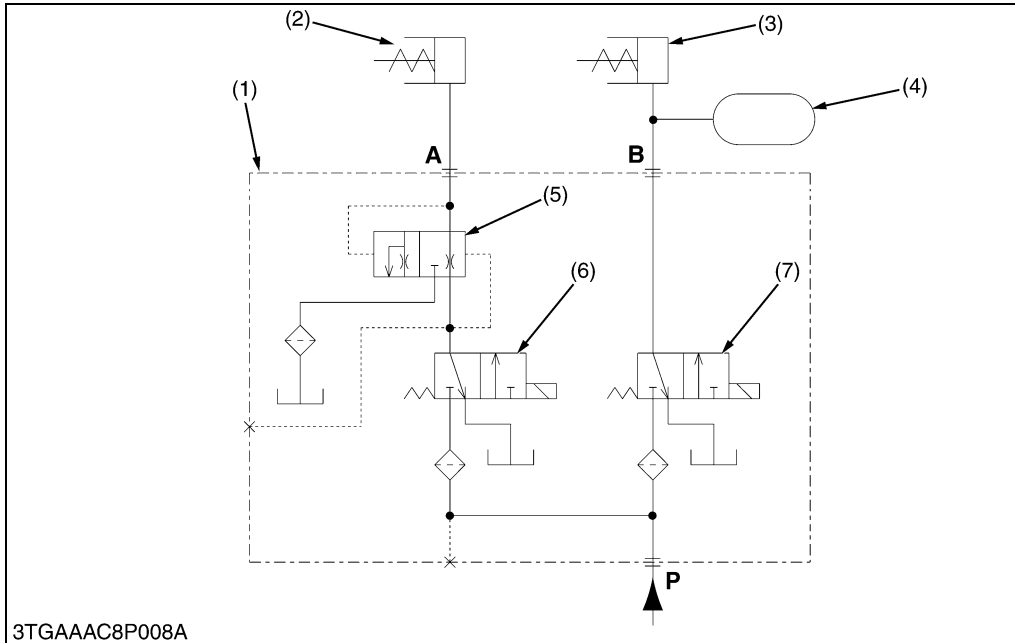 (2)
(3)
(1)
(4)
A
B
(5)
(6)
(7)
P
3TGAAAC8P008A